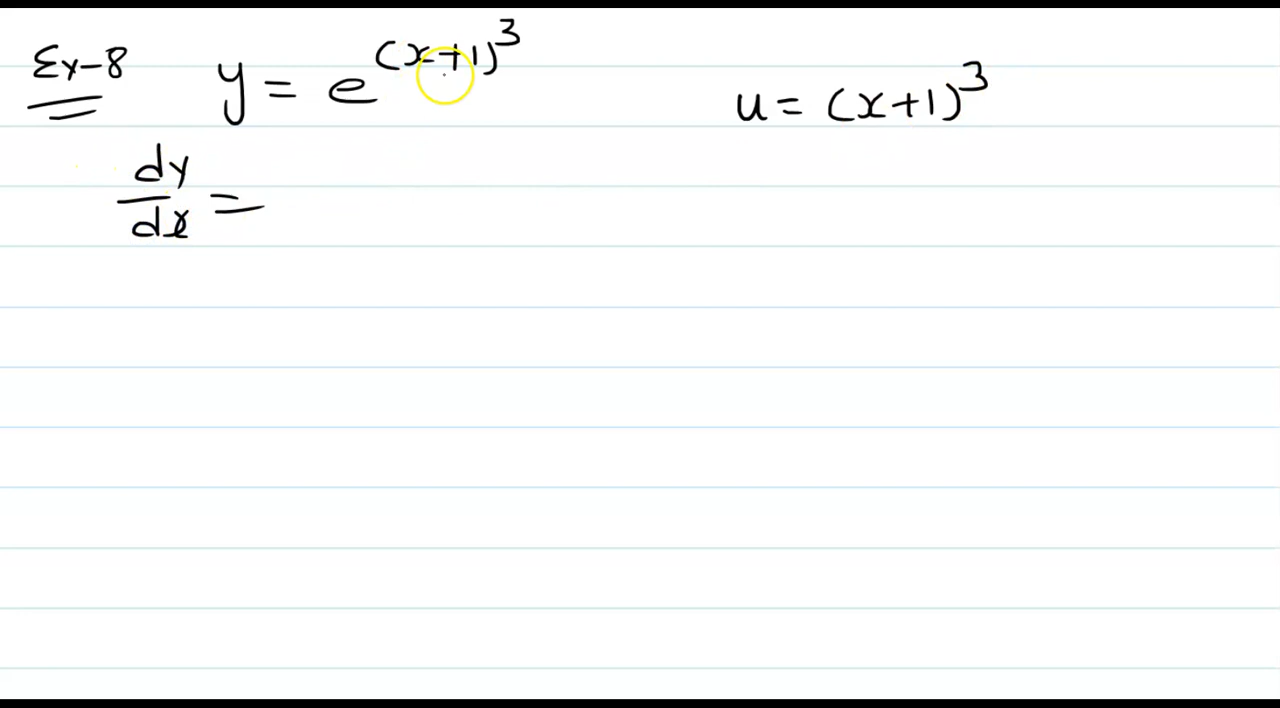 Ex-8 y = e^(x+1)^3
u = (x+1)^3
dy/dx =